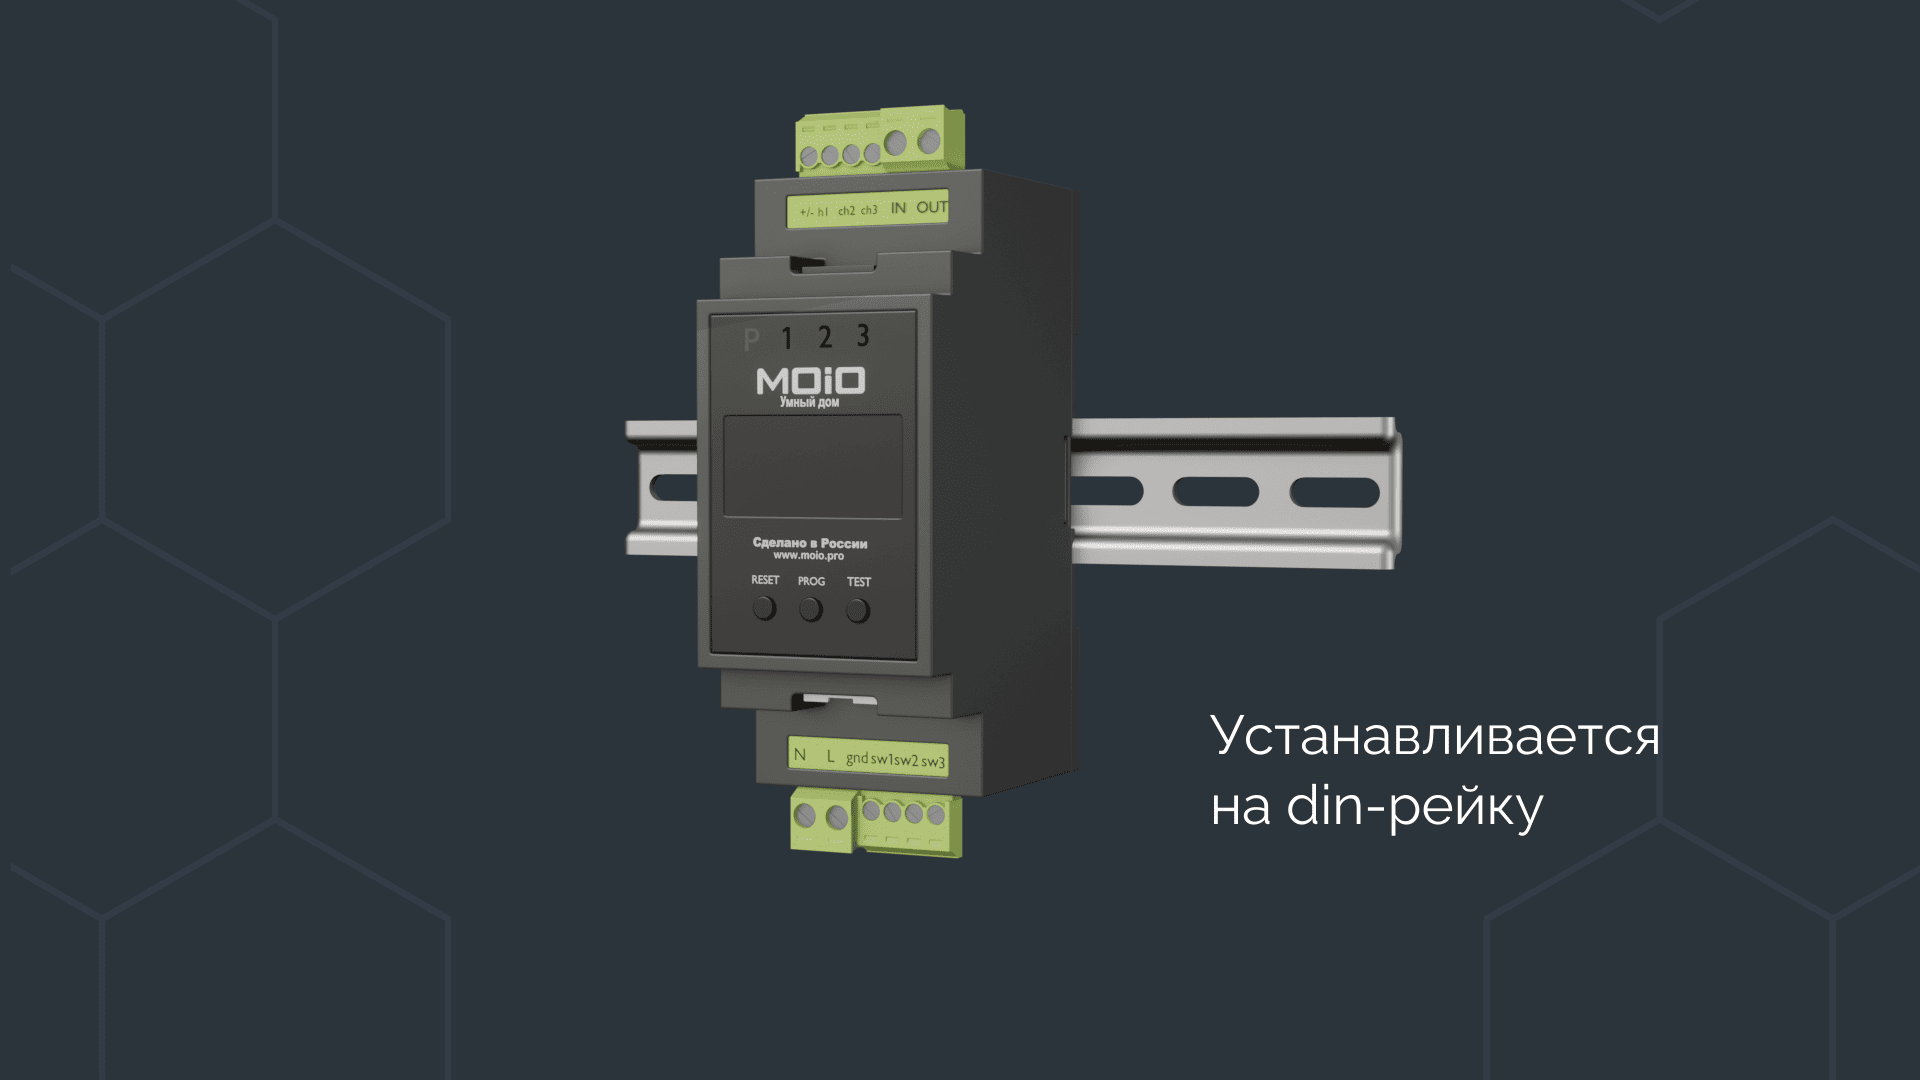 +/- h1 ch2 ch3 IN OUT
P 1 2 3
MOiO
Умный дом
Сделано в России
www.moio.pro
RESET PROG TEST
N L gnd sw1 sw2 sw3
Устанавливается
на din-рейку